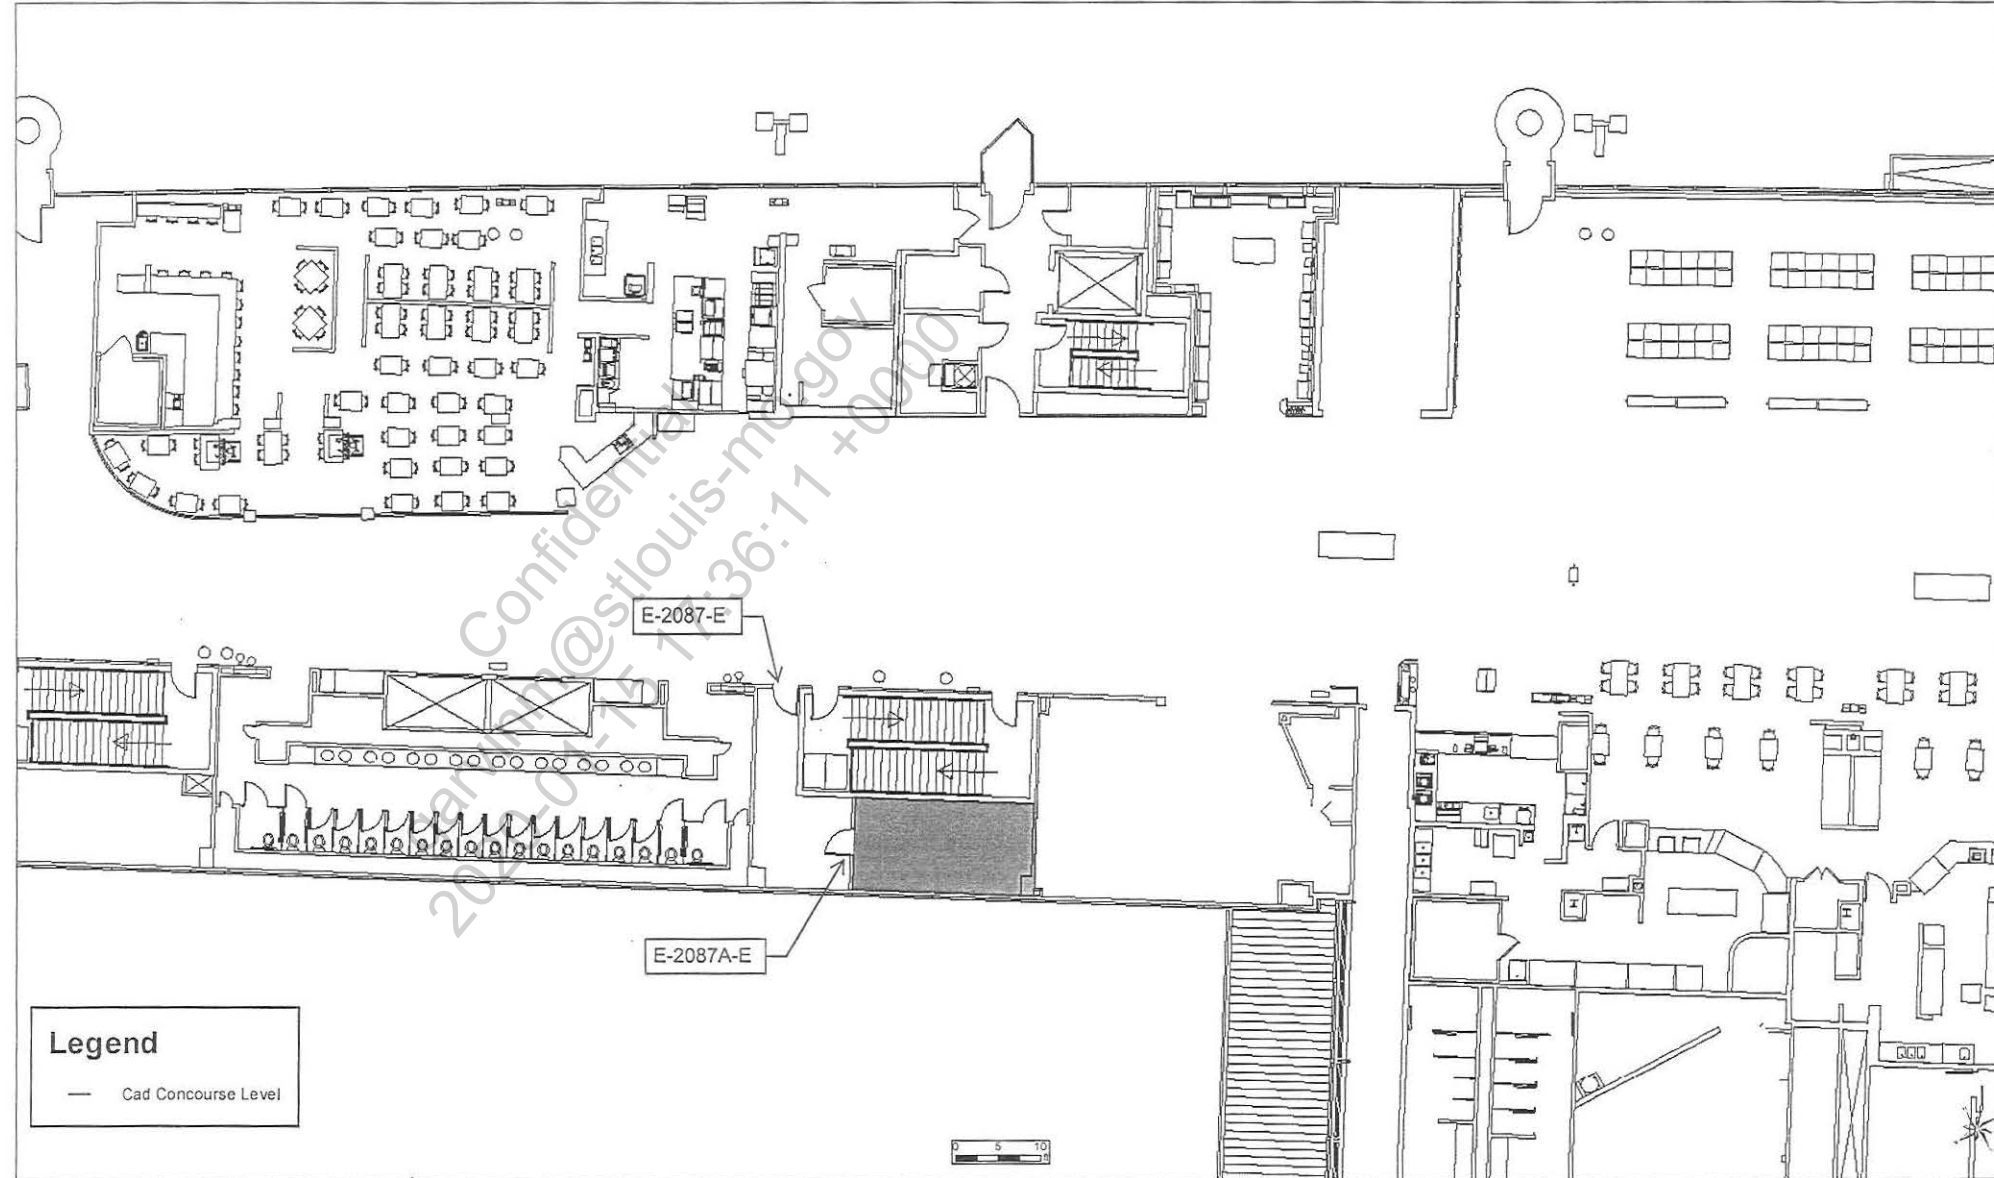 Confidential
@stlouis-mo.gov
17:36:11 +0000
E-2087-E
E-2087A-E
Legend
Cad Concourse Level
0 5 10